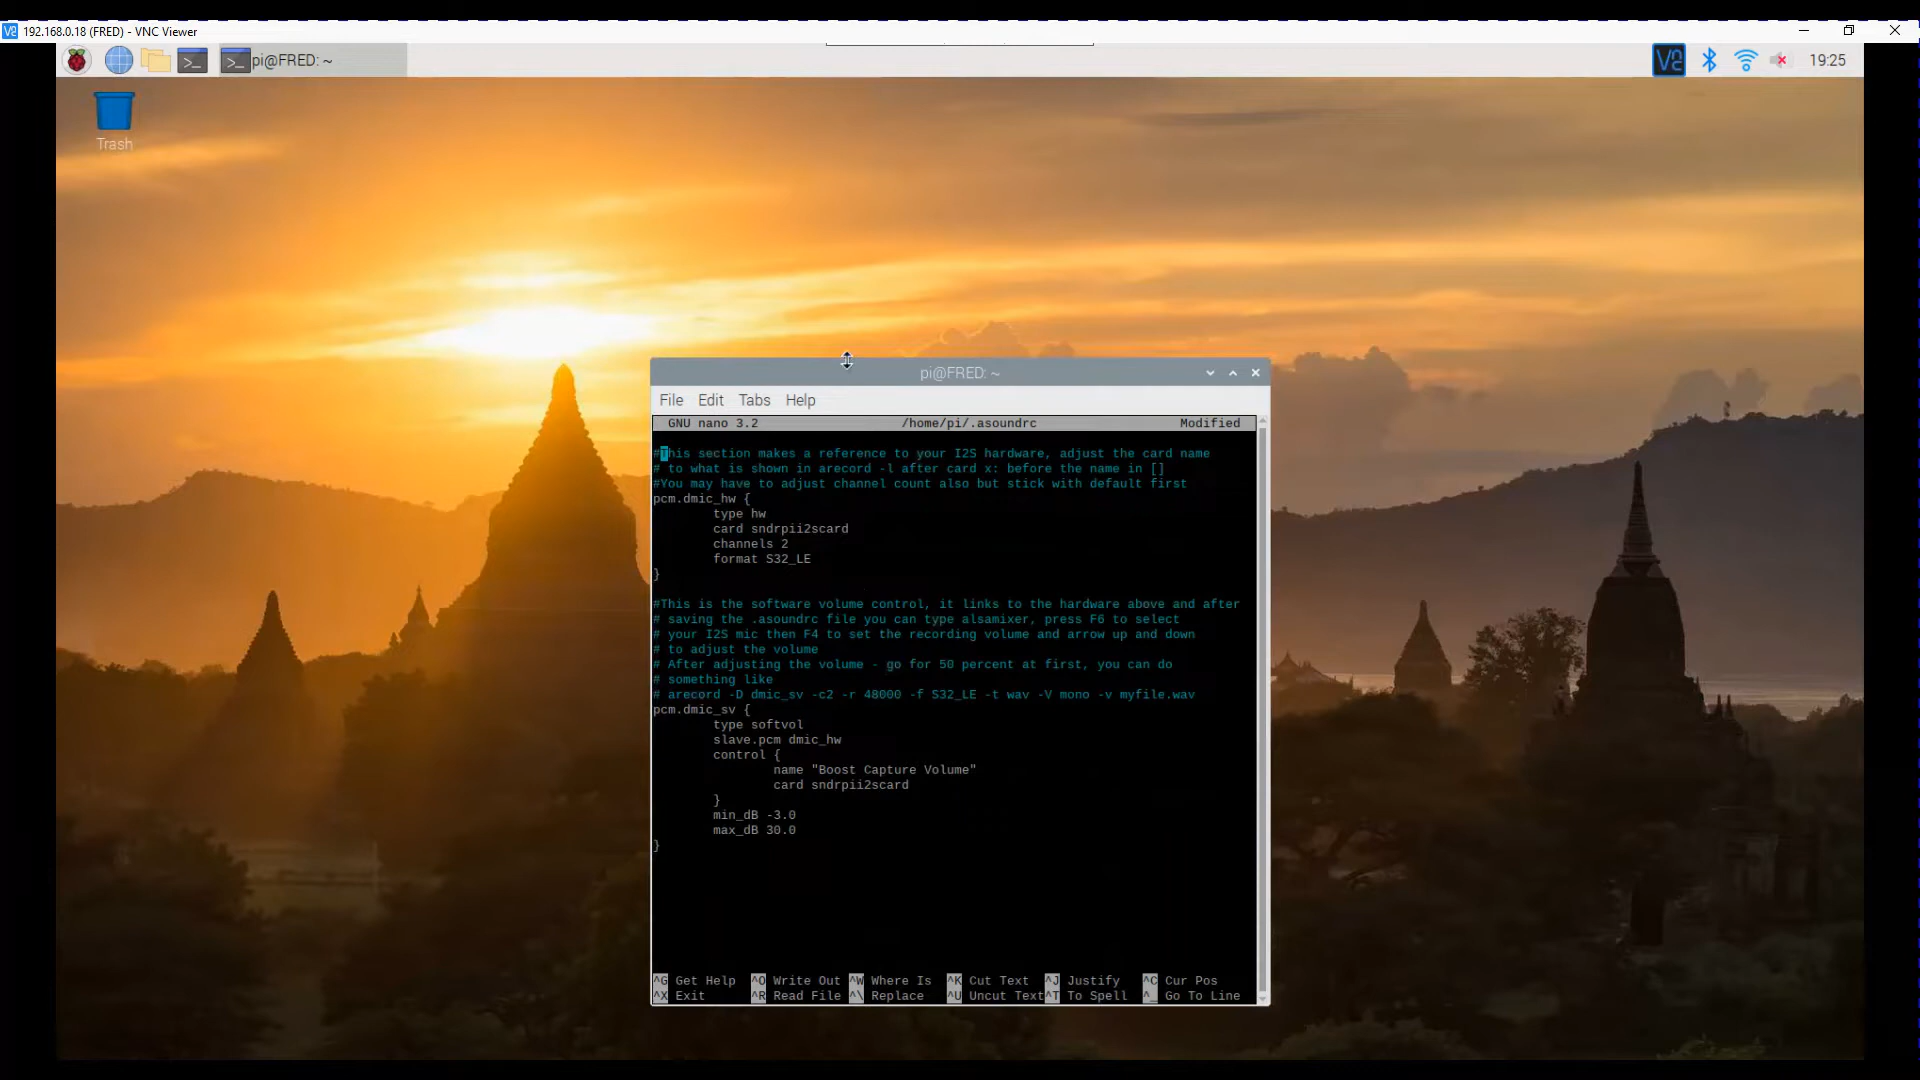 192.168.0.18 (FRED) - VNC Viewer
pi@FRED: ~
19:25
Trash
pi@FRED: ~
File Edit Tabs Help
GNU nano 3.2 /home/pi/.asoundrc Modified
#This section makes a reference to your I2S hardware, adjust the card name
# to what is shown in arecord -l after card x: before the name in []
#You may have to adjust channel count also but stick with default first
pcm.dmic_hw {
type hw
card sndrpii2scard
channels 2
format S32_LE
}
#This is the software volume control, it links to the hardware above and after
# saving the .asoundrc file you can type alsamixer, press F6 to select
# your I2S mic then F4 to set the recording volume and arrow up and down
# to adjust the volume
# After adjusting the volume - go for 50 percent at first, you can do
# something like
# arecord -D dmic_sv -c2 -r 48000 -f S32_LE -t wav -V mono -v myfile.wav
pcm.dmic_sv {
type softvol
slave.pcm dmic_hw
control {
name "Boost Capture Volume"
card sndrpii2scard
}
min_dB -3.0
max_dB 30.0
}
^G Get Help ^O Write Out ^W Where Is ^K Cut Text ^J Justify ^C Cur Pos
^X Exit ^R Read File ^\ Replace ^U Uncut Text^T To Spell ^_ Go To Line